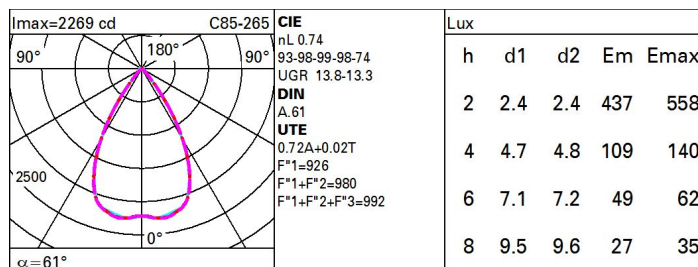 Imax=2269 cd C85-265
90° 180° 90°
2500
0°
α=61°
CIE
nL 0.74
93-98-99-98-74
UGR 13.8-13.3
DIN
A.61
UTE
0.72A+0.02T
F"1=926
F"1+F"2=980
F"1+F"2+F"3=992
Lux
h d1 d2 Em Emax
2 2.4 2.4 437 558
4 4.7 4.8 109 140
6 7.1 7.2 49 62
8 9.5 9.6 27 35